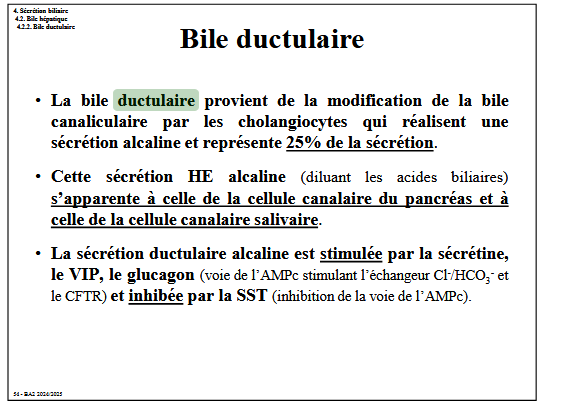 4. Sécrétion biliaire
4.2. Bile hépatique
4.2.2. Bile ductulaire
Bile ductulaire
• La bile ductulaire provient de la modification de la bile
canaliculaire par les cholangiocytes qui réalisent une
sécrétion alcaline et représente 25% de la sécrétion.
• Cette sécrétion HE alcaline (diluant les acides biliaires)
s’apparente à celle de la cellule canalaire du pancréas et à
celle de la cellule canalaire salivaire.
• La sécrétion ductulaire alcaline est stimulée par la sécrétine,
le VIP, le glucagon (voie de l’AMPc stimulant l’échangeur Cl-/HCO3- et
le CFTR) et inhibée par la SST (inhibition de la voie de l’AMPc).
54 - BA2 2024/2025